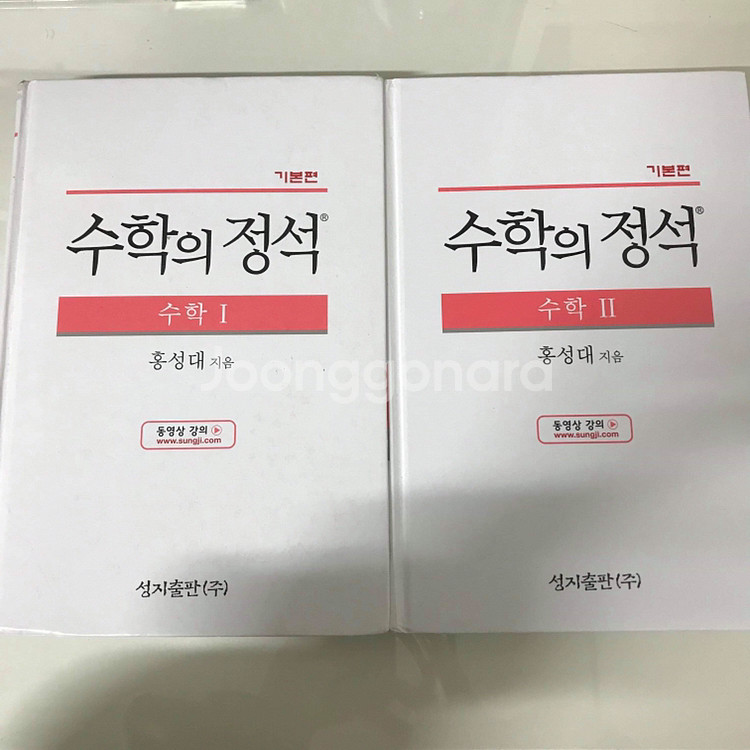 기본편
수학의 정석®
수학 I
홍성대 지음
동영상 강의
www.sungji.com
성지출판(주)
기본편
수학의 정석®
수학 II
홍성대 지음
동영상 강의
www.sungji.com
성지출판(주)
Joonggonara